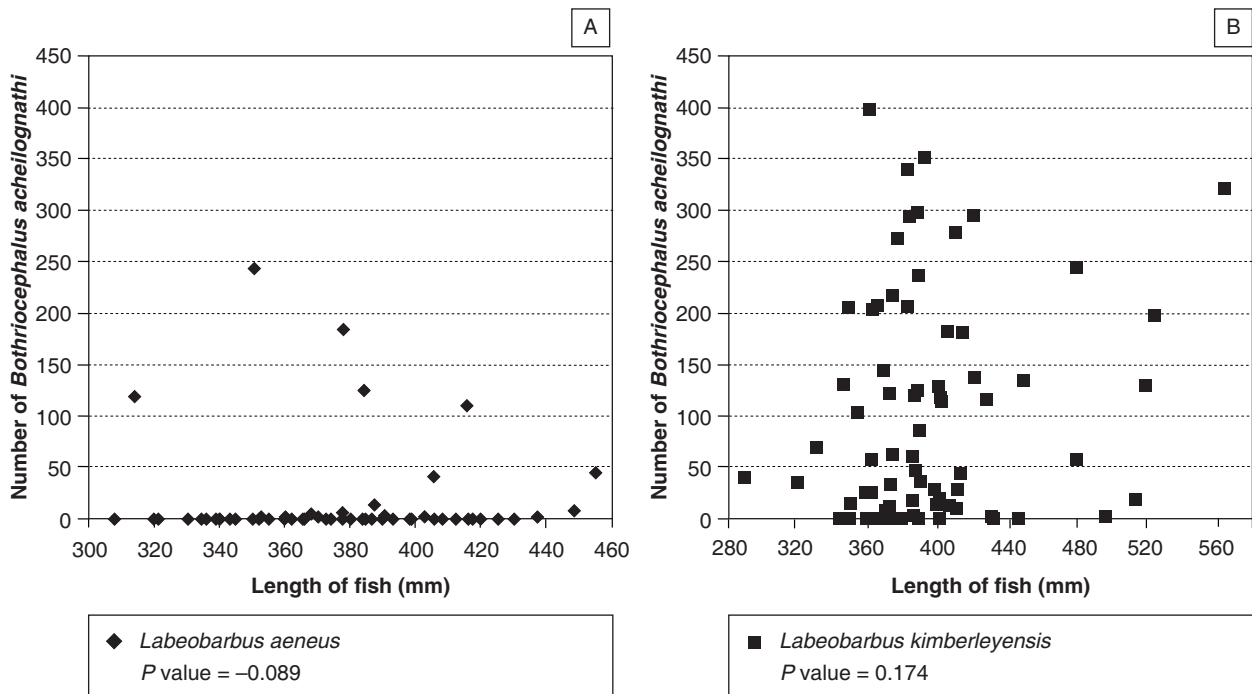 A
Number of Bothriocephalus acheilognathi
450
400
350
300
250
200
150
100
50
0
300 320 340 360 380 400 420 440 460
Length of fish (mm)
Labeobarbus aeneus
P value = –0.089
B
Number of Bothriocephalus acheilognathi
450
400
350
300
250
200
150
100
50
0
280 320 360 400 440 480 520 560
Length of fish (mm)
Labeobarbus kimberleyensis
P value = 0.174